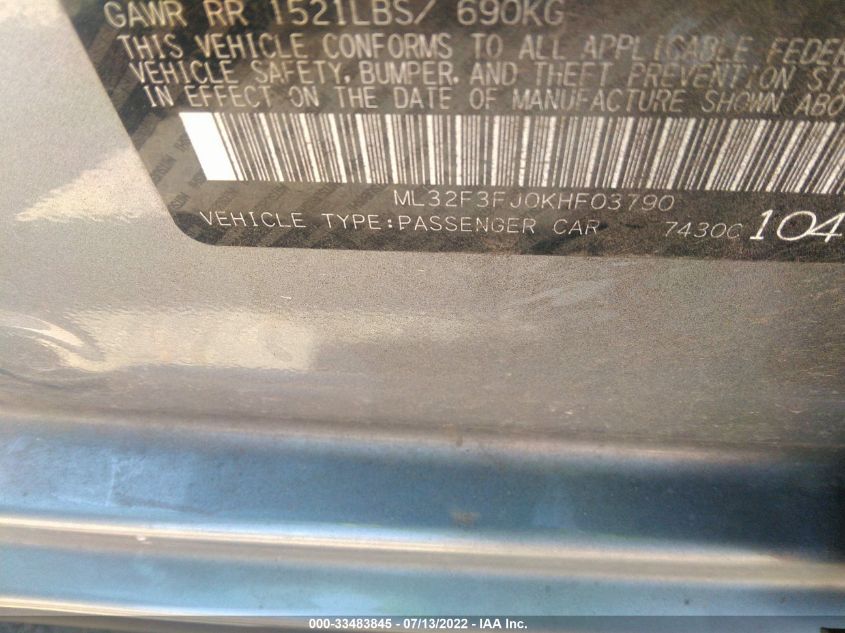 GAWR RR 1521LBS/ 690KG
THIS VEHICLE CONFORMS TO ALL APPLICABLE FEDER
VEHICLE SAFETY, BUMPER, AND THEFT PREVENTION ST
IN EFFECT ON THE DATE OF MANUFACTURE SHOWN ABO
ML32F3FJ0KHF03790
VEHICLE TYPE:PASSENGER CAR 7430C 104
000-33483845 - 07/13/2022 - IAA Inc.